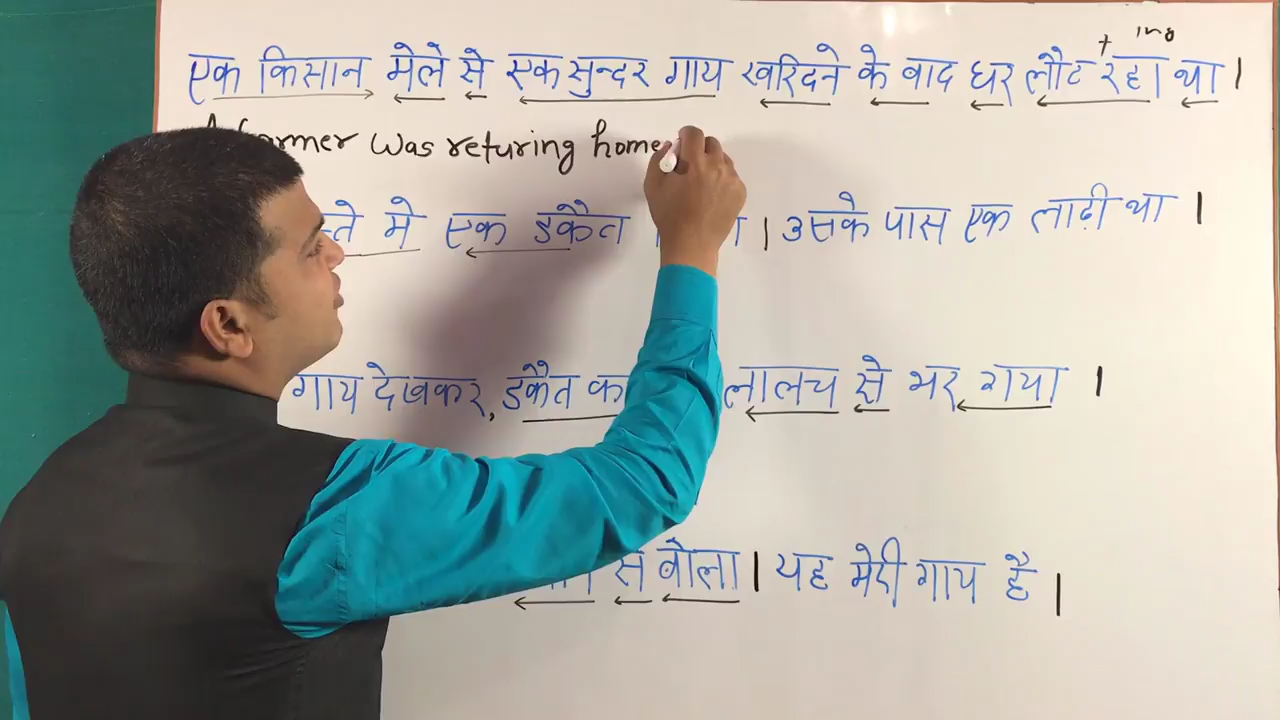 + ing
एक किसान मेले से एक सुन्दर गाय खरिदने के बाद घर लौट रहा था ।
farmer was returing home
मे एक डकैत । उसके पास एक लाठी था ।
गाय देखकर, डकैत का लालच से भर गया ।
से बोला । यह मेरी गाय है ।